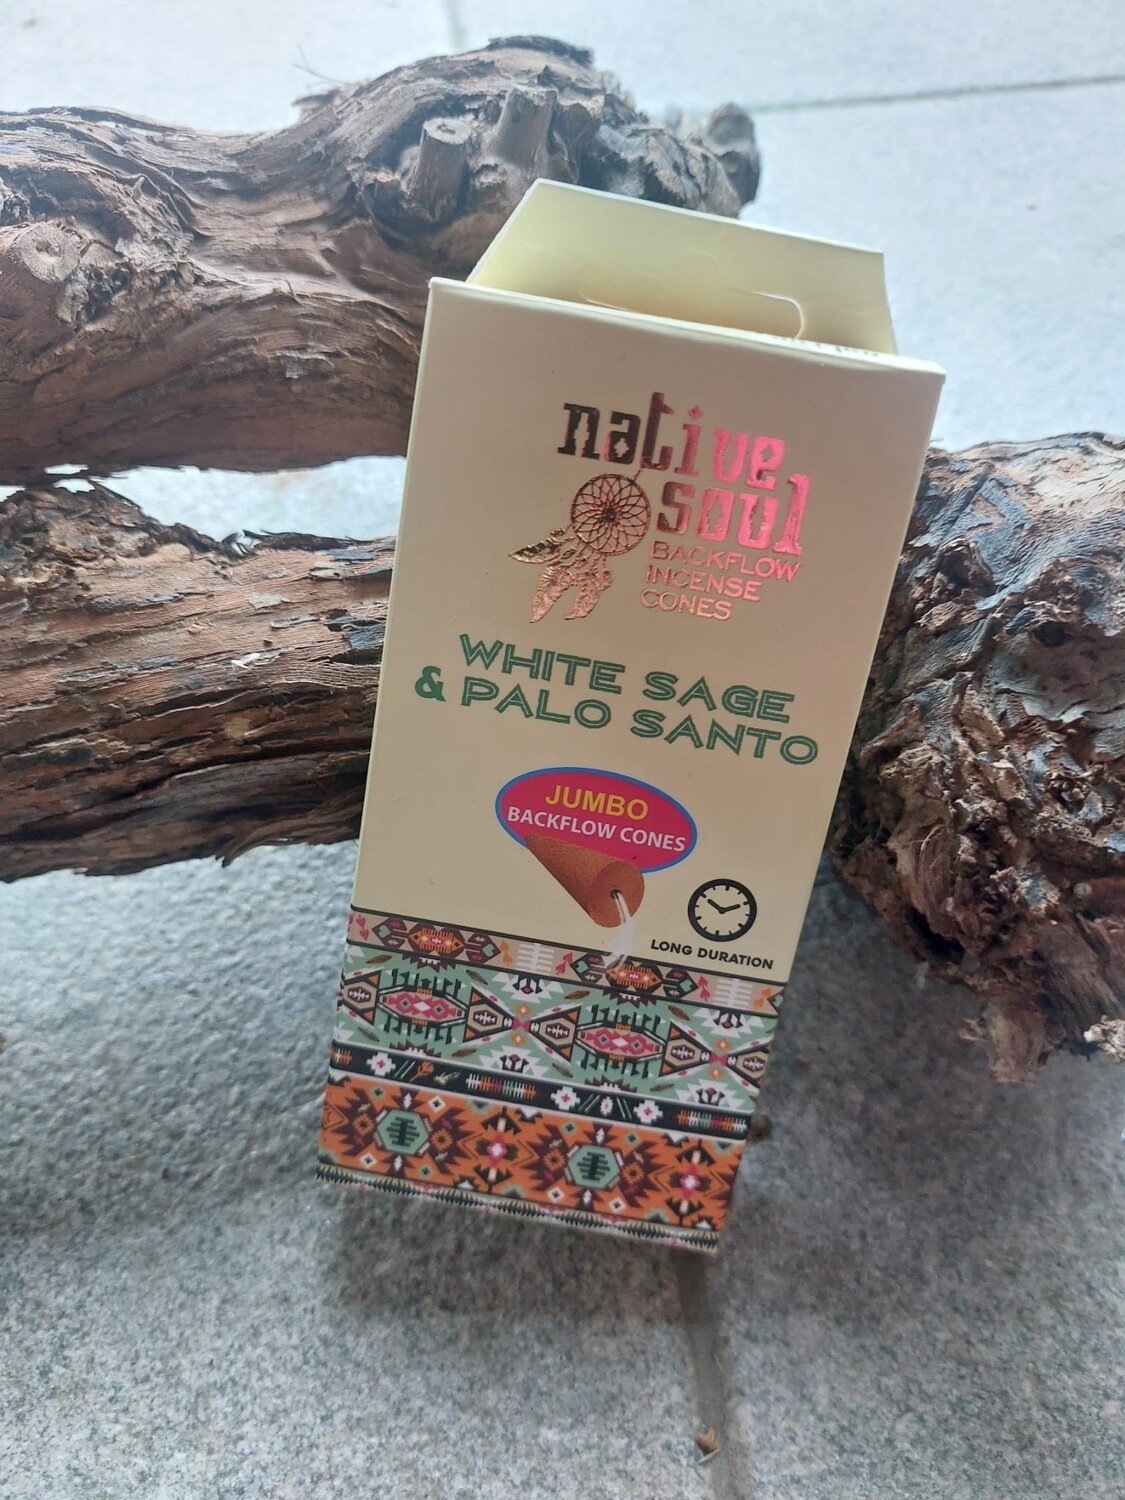 native
soul
BACKFLOW
INCENSE
CONES
WHITE SAGE
& PALO SANTO
JUMBO
BACKFLOW CONES
LONG DURATION